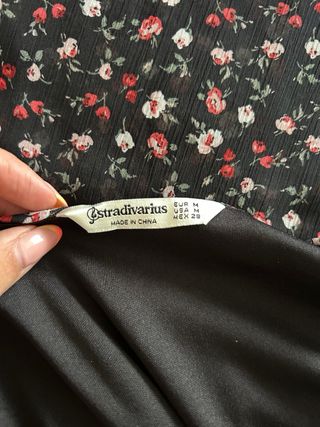 stradivarius
MADE IN CHINA
EUR M
USA M
MEX 28